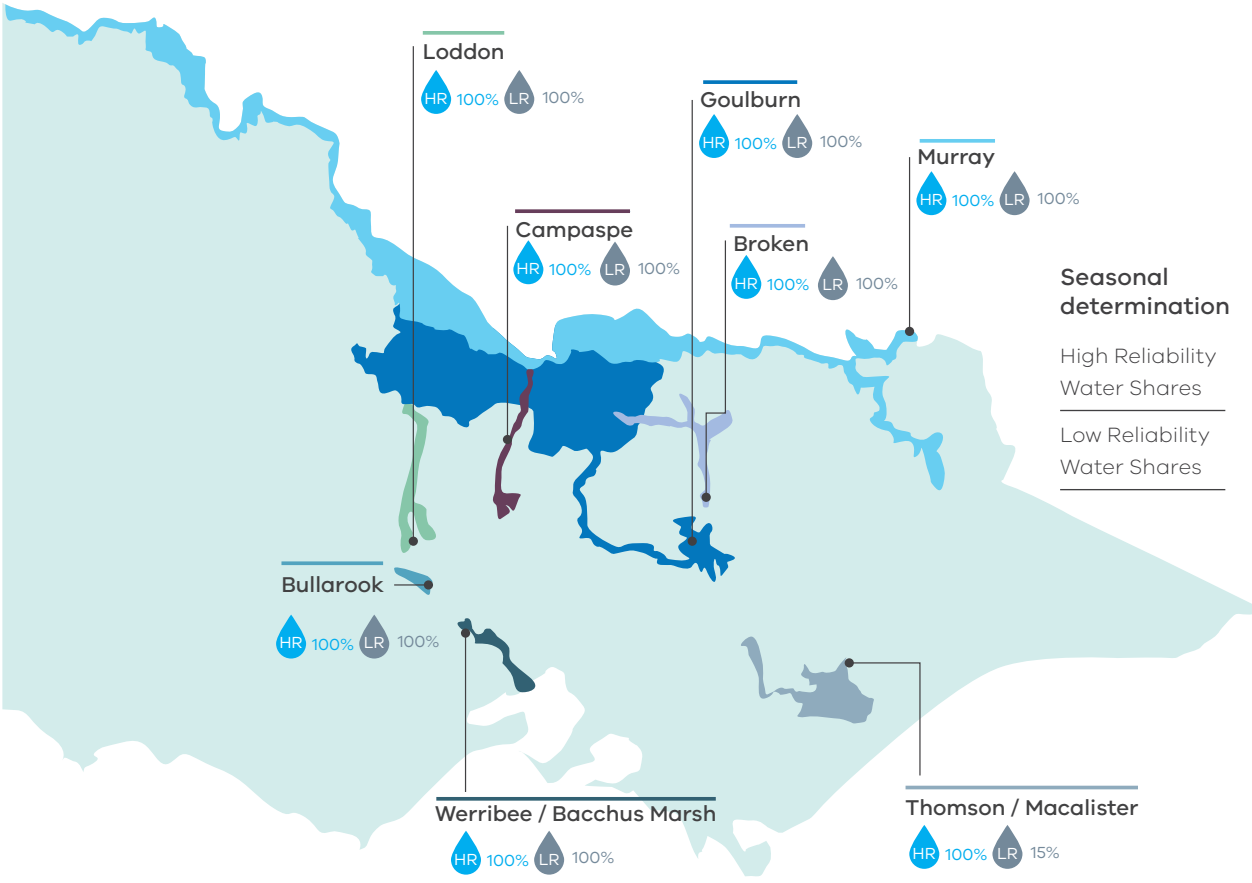 Loddon
HR 100% LR 100%
Goulburn
HR 100% LR 100%
Murray
HR 100% LR 100%
Campaspe
HR 100% LR 100%
Broken
HR 100% LR 100%
Seasonal
determination
High Reliability
Water Shares
Low Reliability
Water Shares
Bullarook
HR 100% LR 100%
Werribee / Bacchus Marsh
HR 100% LR 100%
Thomson / Macalister
HR 100% LR 15%